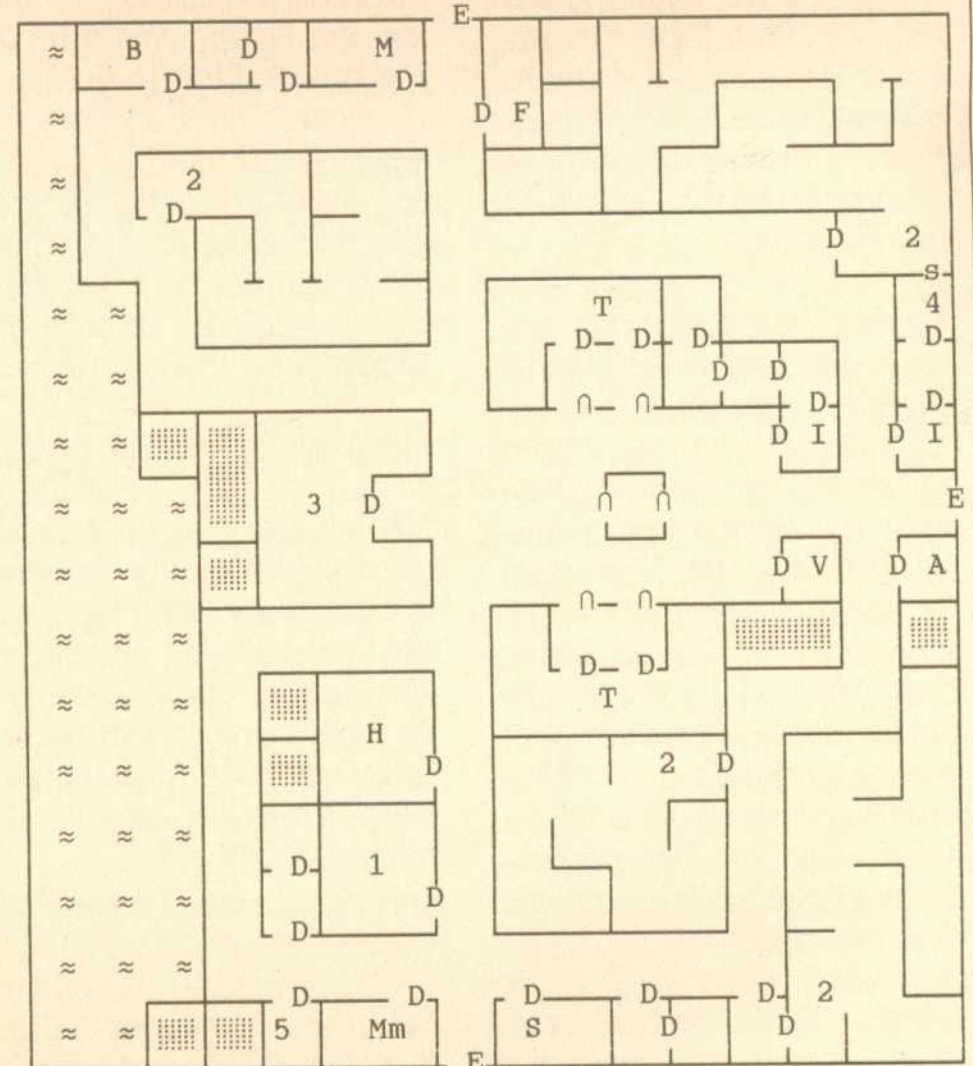 E
≈ B D M
D D D
≈ D F
≈ 2
D
≈ D 2
S
≈ ≈ T 4
D D D D
≈ ≈ D D
∩ ∩ D D
≈ ≈ D I D I
≈ ≈ ≈ 3 D ∩ ∩ E
≈ ≈ ≈ D V D A
∩ ∩
≈ ≈ ≈
D D
≈ ≈ ≈ H T
≈ ≈ ≈ D 2 D
≈ ≈ ≈
D 1
≈ ≈ ≈ D
D
≈ ≈ ≈ D D D D D 2
≈ ≈ 5 Mm S D D
E